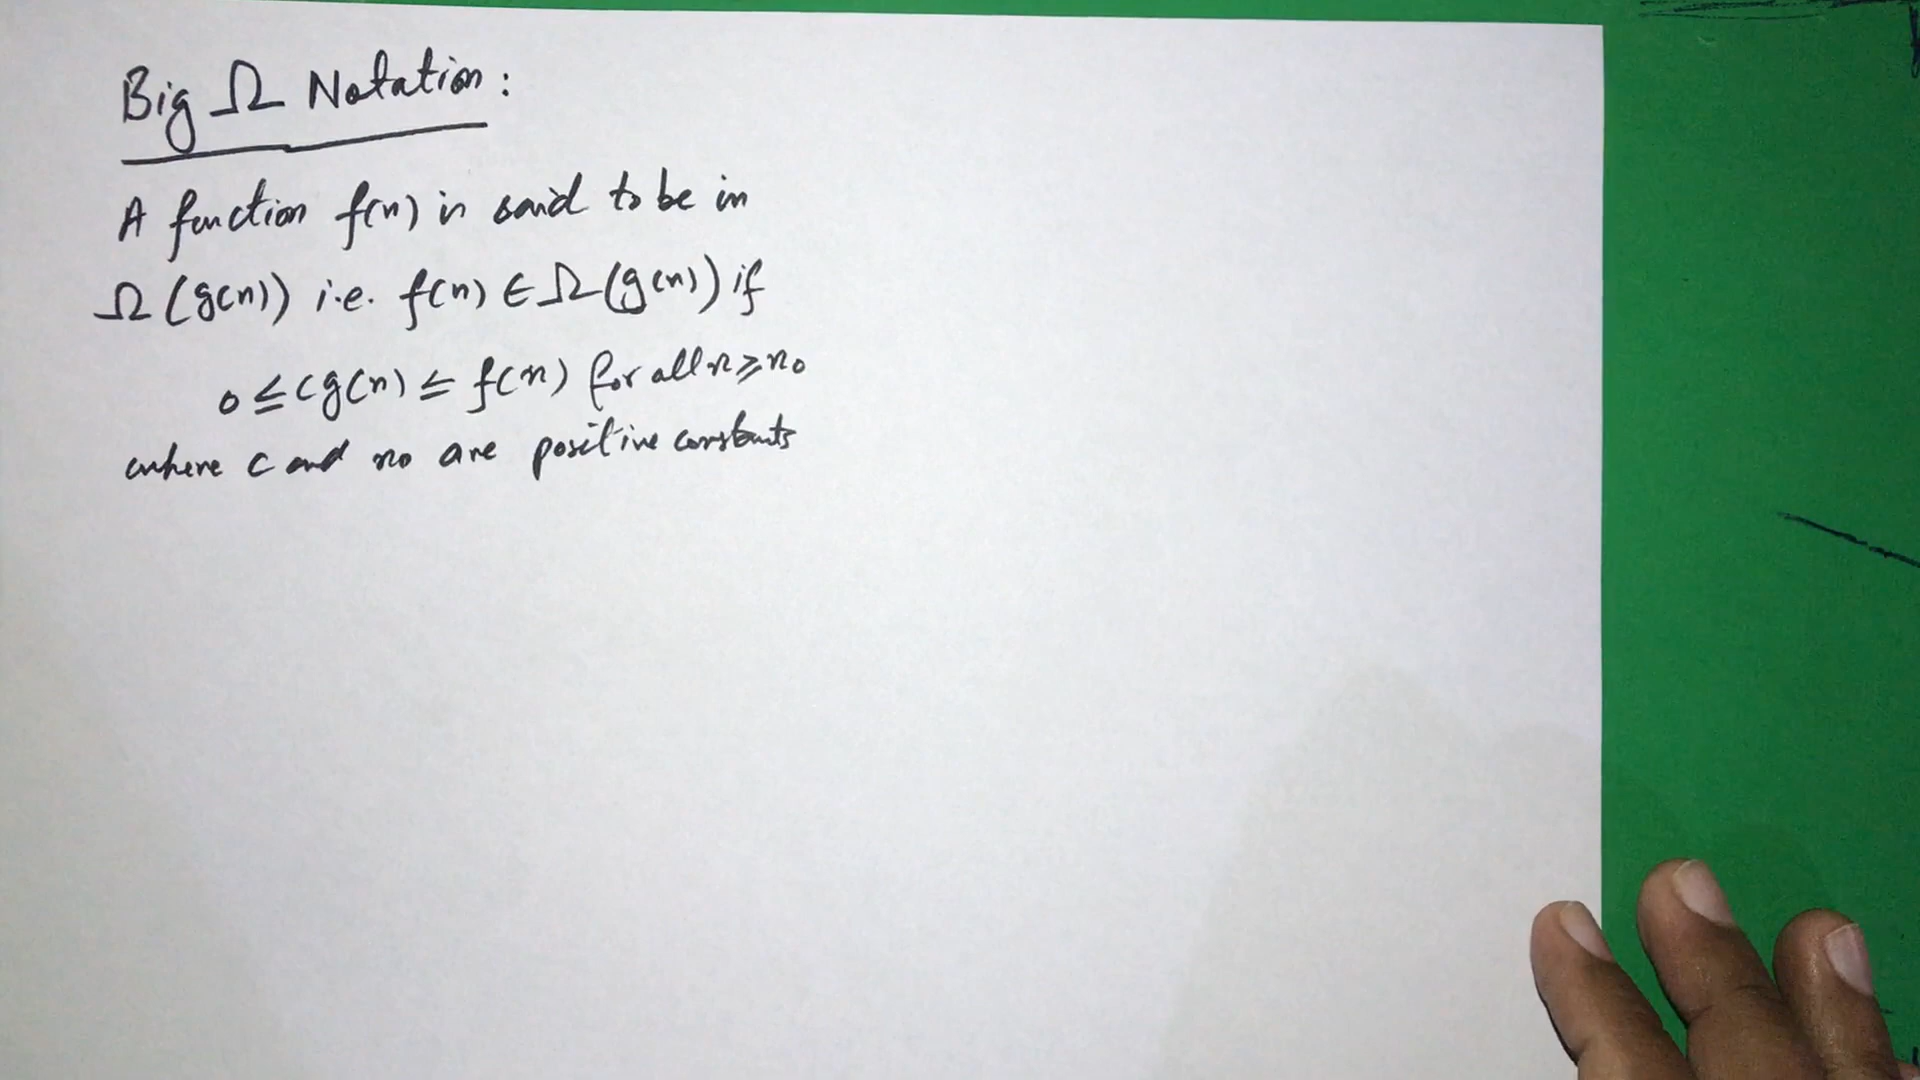 Big Ω Notation:
A function f(n) is said to be in
Ω(g(n)) i.e. f(n) ∈ Ω(g(n)) if
0 ≤ cg(n) ≤ f(n) for all n ≥ n0
where c and n0 are positive constants